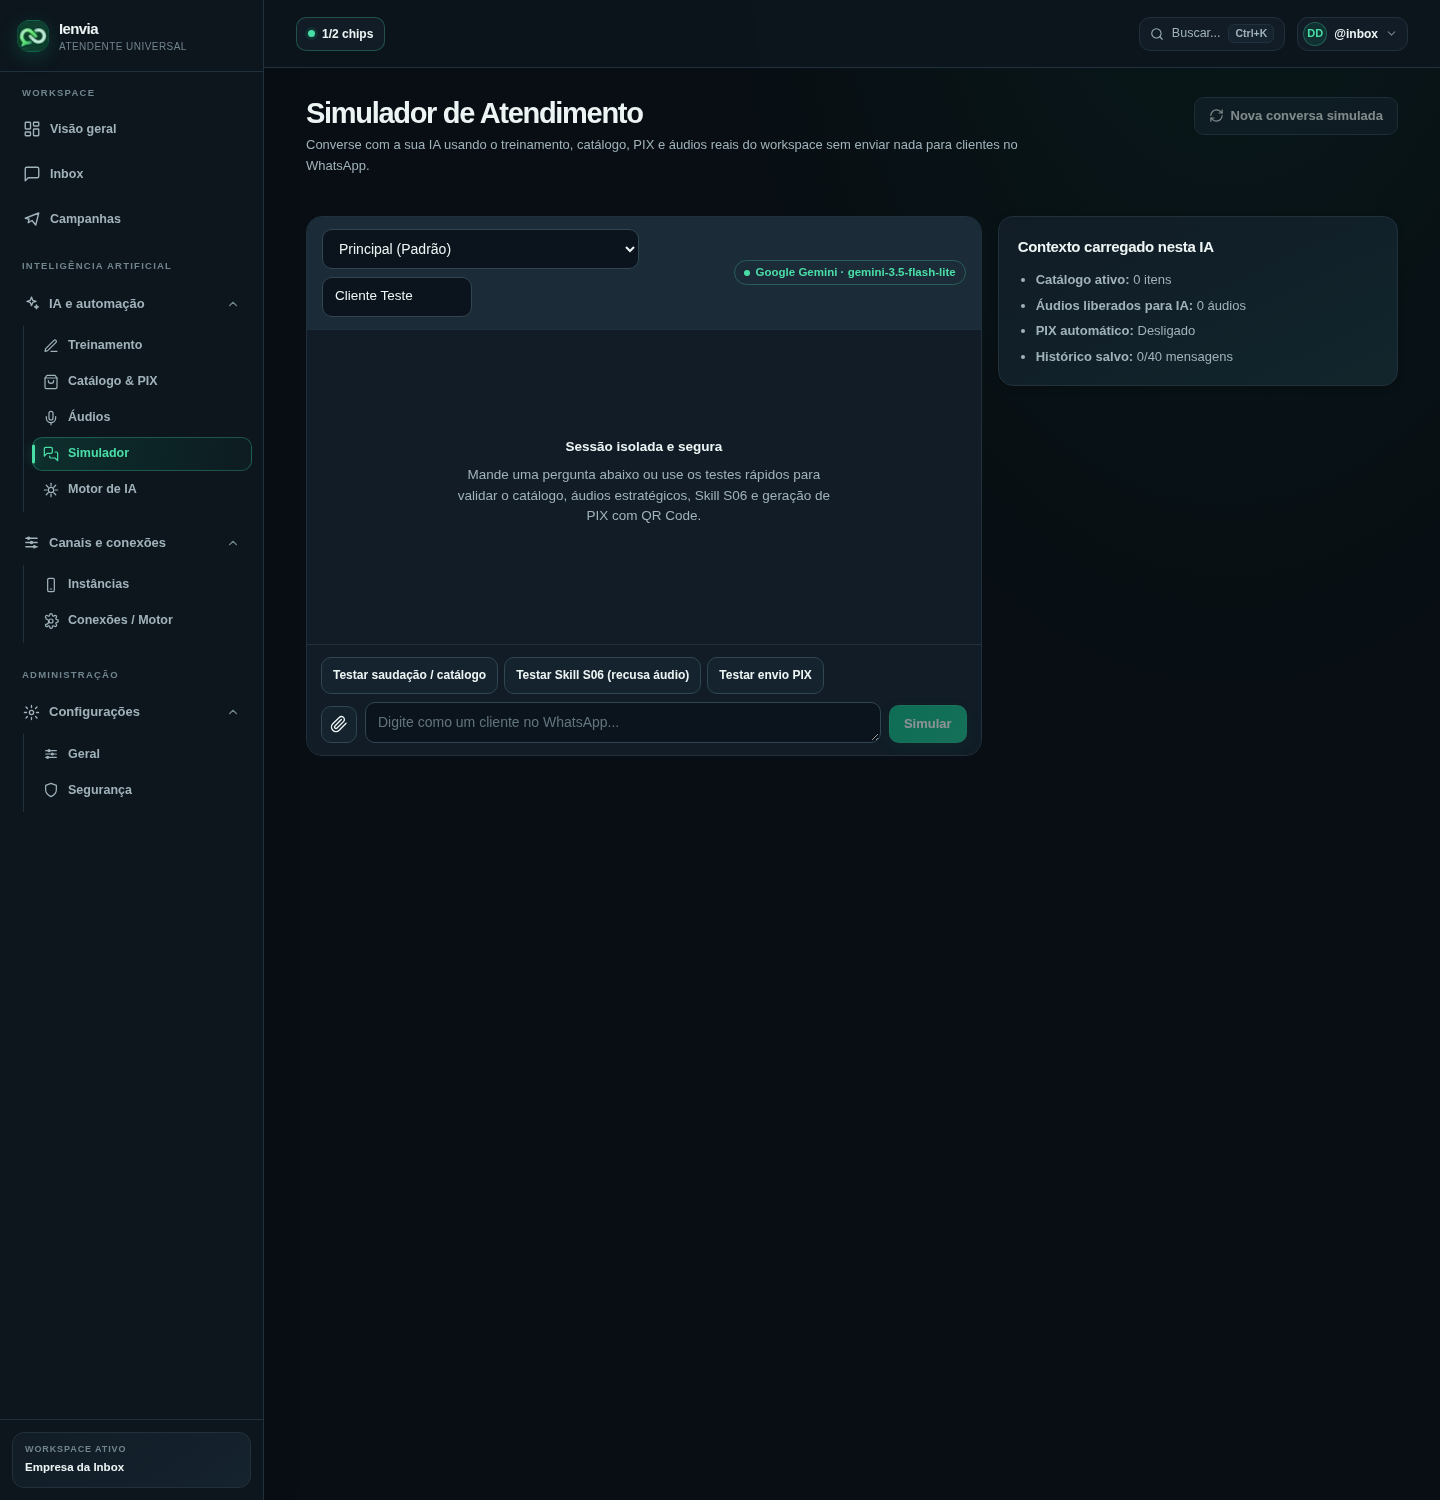 Ienvia
ATENDENTE UNIVERSAL
WORKSPACE
Visão geral
Inbox
Campanhas
INTELIGÊNCIA ARTIFICIAL
IA e automação
Treinamento
Catálogo & PIX
Áudios
Simulador
Motor de IA
Canais e conexões
Instâncias
Conexões / Motor
ADMINISTRAÇÃO
Configurações
Geral
Segurança
WORKSPACE ATIVO
Empresa da Inbox
1/2 chips
Buscar... Ctrl+K
DD @inbox
Simulador de Atendimento
Nova conversa simulada
Converse com a sua IA usando o treinamento, catálogo, PIX e áudios reais do workspace sem enviar nada para clientes no
WhatsApp.
Principal (Padrão)
Cliente Teste
Google Gemini · gemini-3.5-flash-lite
Sessão isolada e segura
Mande uma pergunta abaixo ou use os testes rápidos para
validar o catálogo, áudios estratégicos, Skill S06 e geração de
PIX com QR Code.
Testar saudação / catálogo
Testar Skill S06 (recusa áudio)
Testar envio PIX
Digite como um cliente no WhatsApp...
Simular
Contexto carregado nesta IA
Catálogo ativo: 0 itens
Áudios liberados para IA: 0 áudios
PIX automático: Desligado
Histórico salvo: 0/40 mensagens